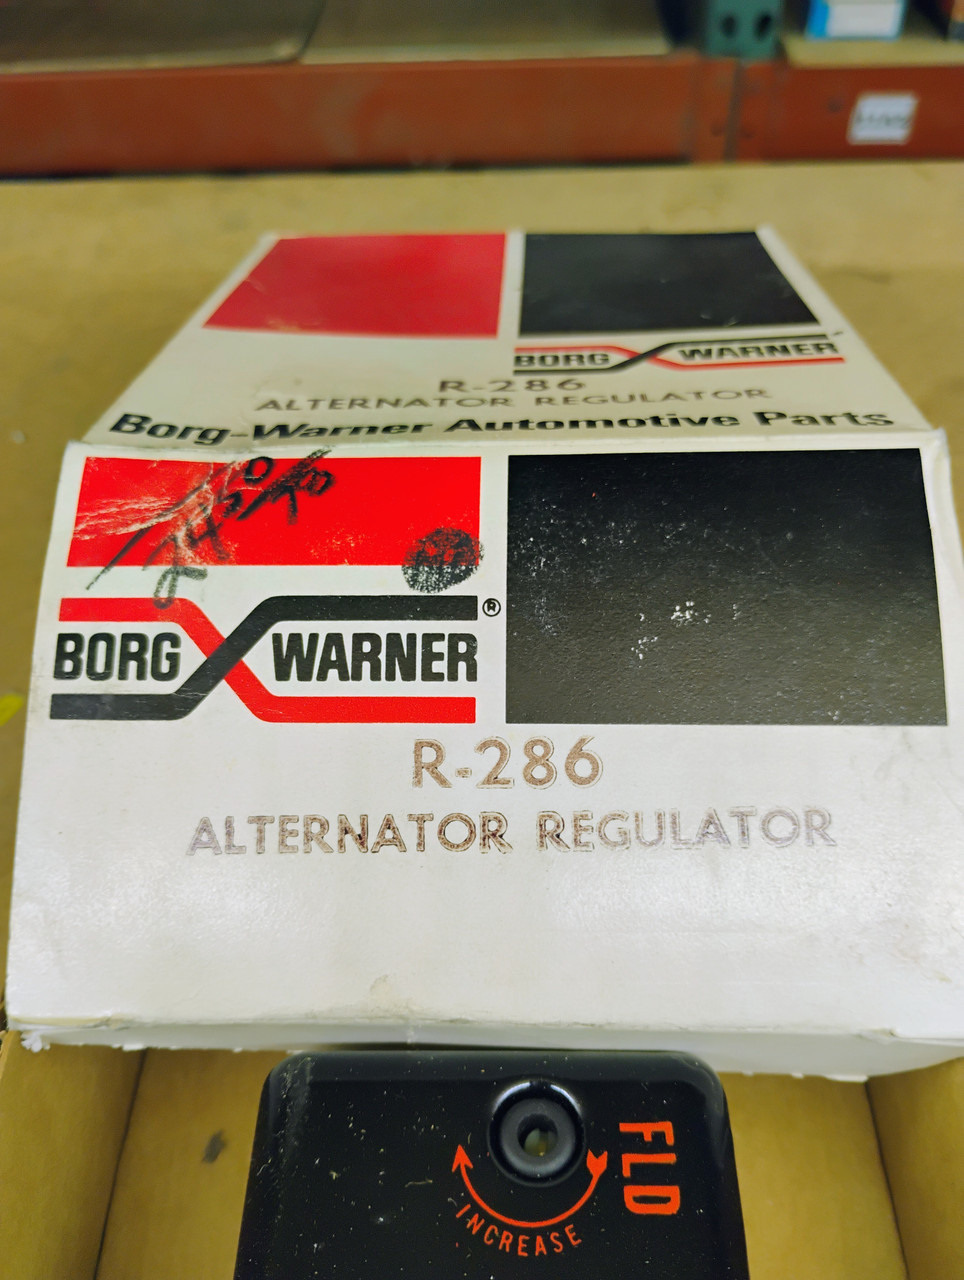 BORG WARNER
R-286
ALTERNATOR REGULATOR
Borg-Warner Automotive Parts
BORG WARNER ®
R-286
ALTERNATOR REGULATOR
FLD
INCREASE